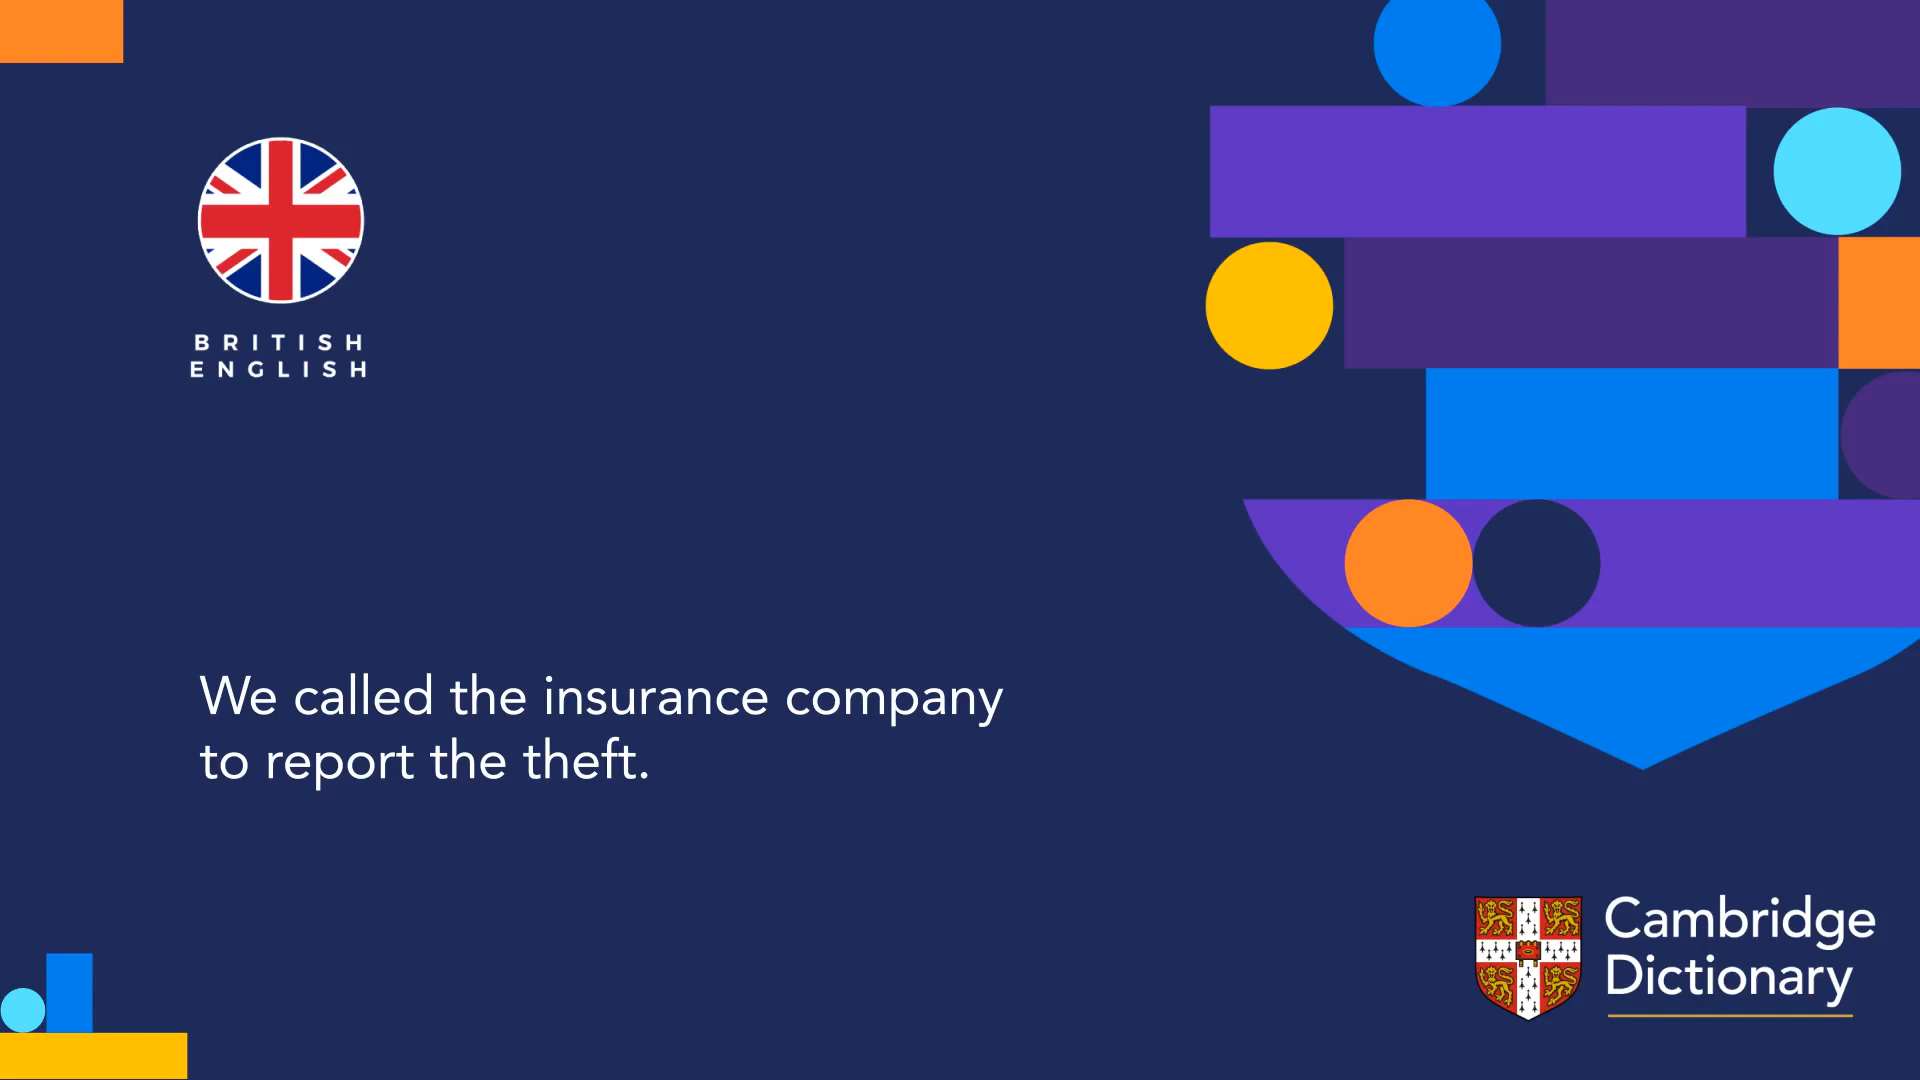 BRITISH
ENGLISH
We called the insurance company
to report the theft.
Cambridge
Dictionary